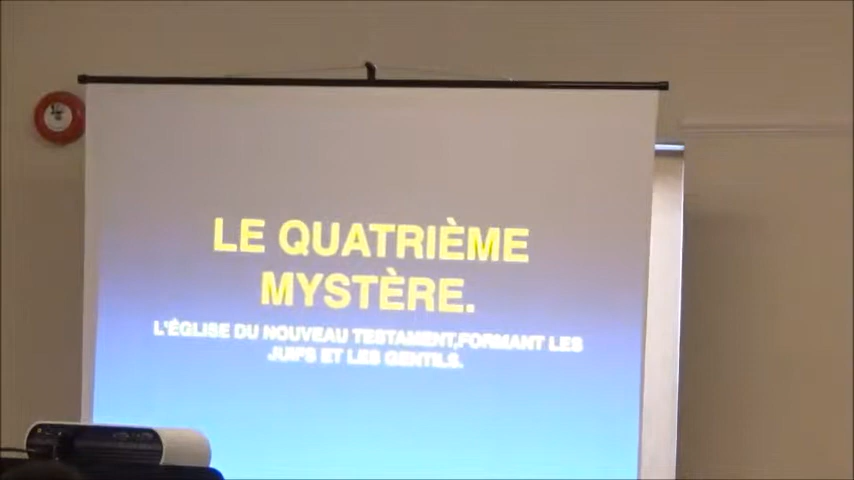 LE QUATRIÈME
MYSTÈRE.
L'ÉGLISE DU NOUVEAU TESTAMENT,FORMANT LES
JUIFS ET LES GENTILS.